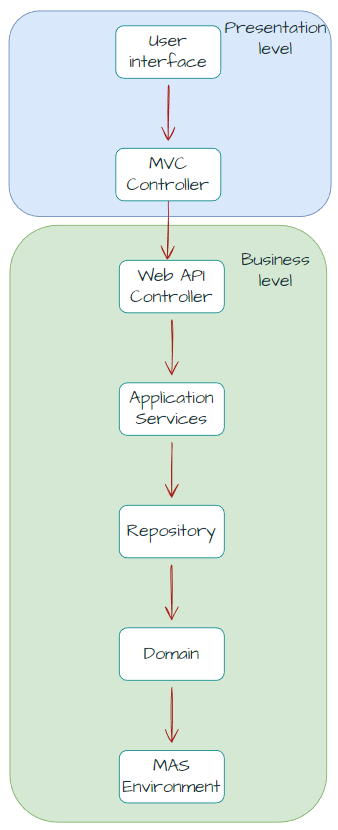 User
interface
Presentation
level
MVC
Controller
Business
level
Web API
Controller
Application
Services
Repository
Domain
MAS
Environment